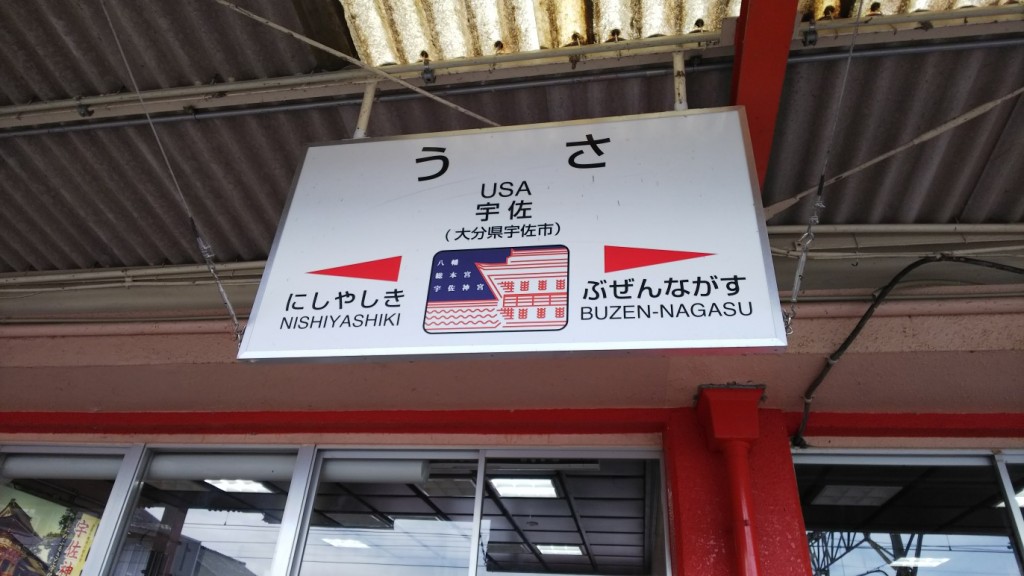 うさ
USA
宇佐
(大分県宇佐市)
八幡
総本宮
宇佐神宮
にしやしき
NISHIYASHIKI
ぶぜんながす
BUZEN-NAGASU